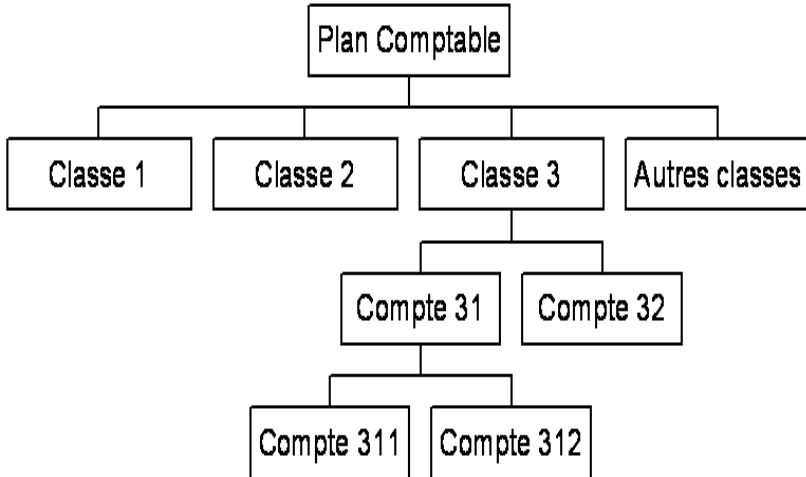 Plan Comptable
Classe 1
Classe 2
Classe 3
Autres classes
Compte 31
Compte 32
Compte 311
Compte 312